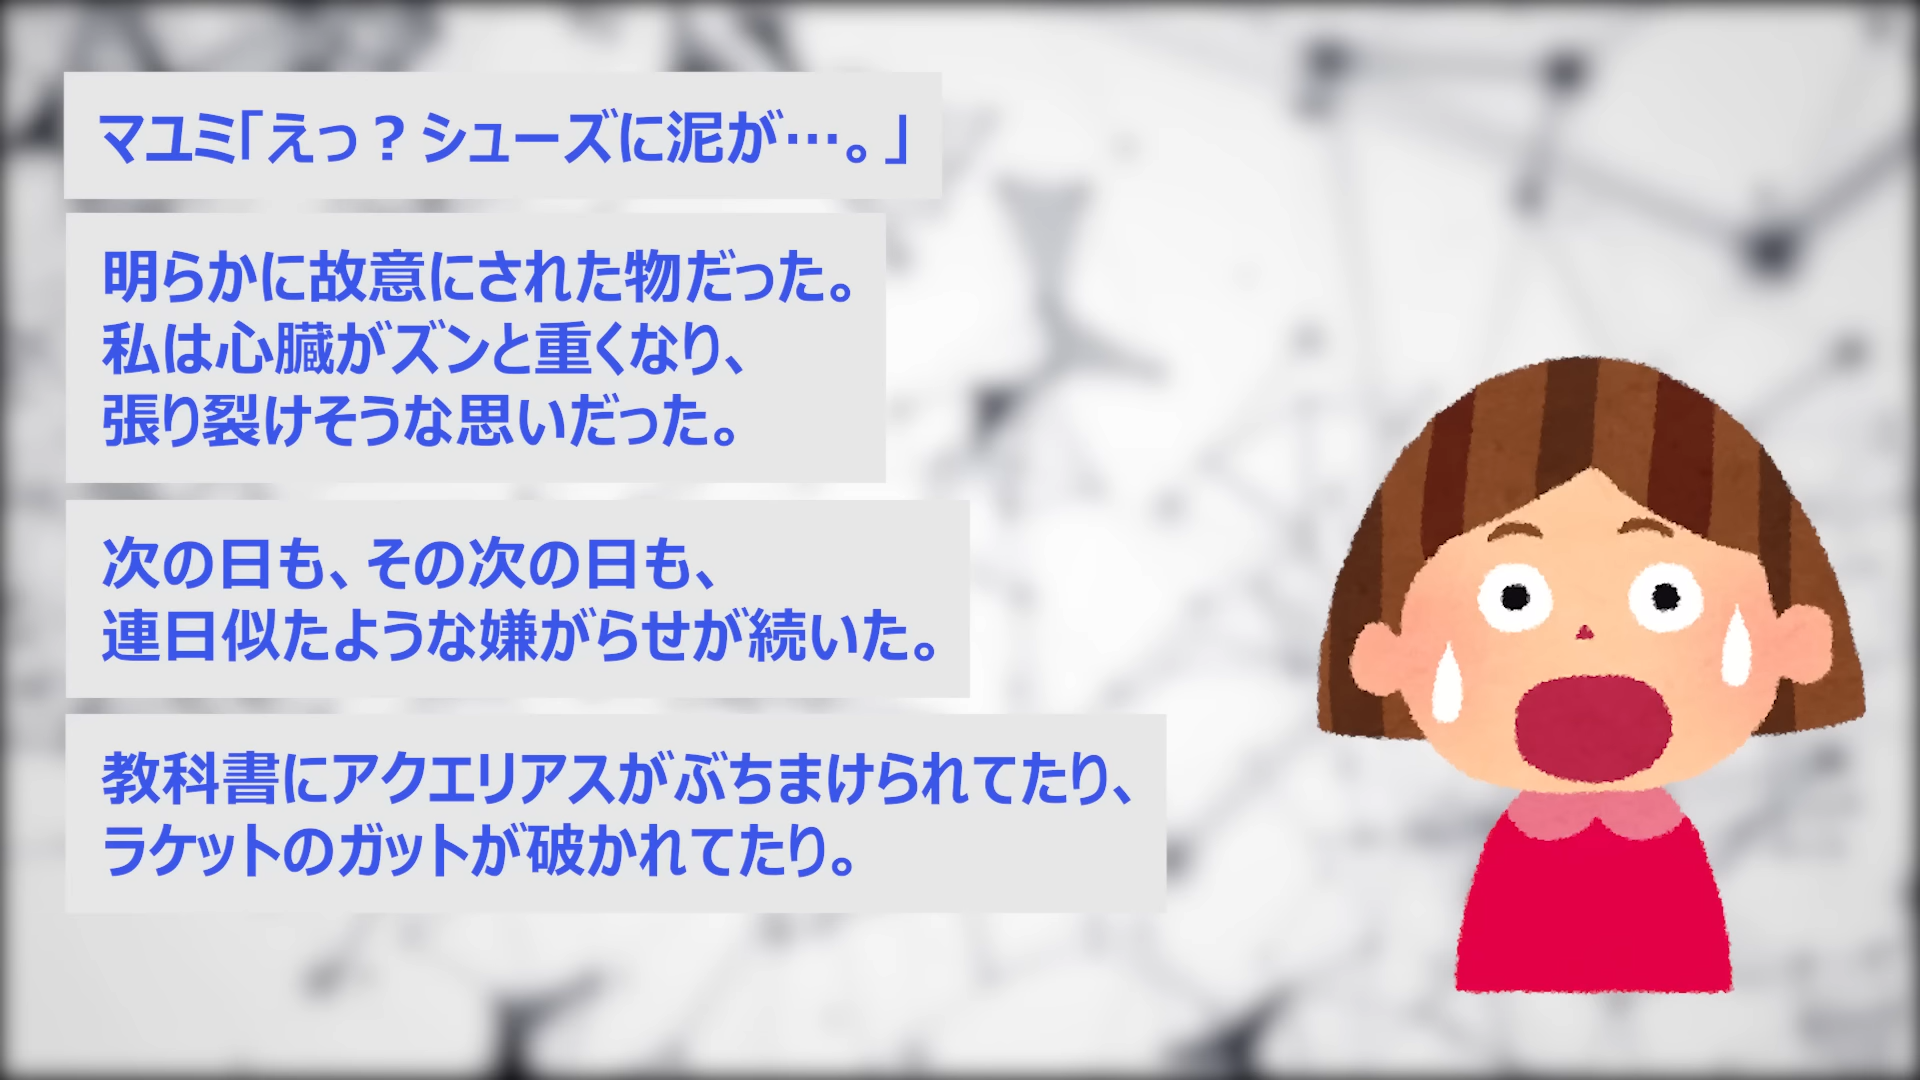 マユミ「えっ？シューズに泥が…。」
明らかに故意にされた物だった。
私は心臓がズンと重くなり、
張り裂けそうな思いだった。
次の日も、その次の日も、
連日似たような嫌がらせが続いた。
教科書にアクエリアスがぶちまけられてたり、
ラケットのガットが破かれてたり。